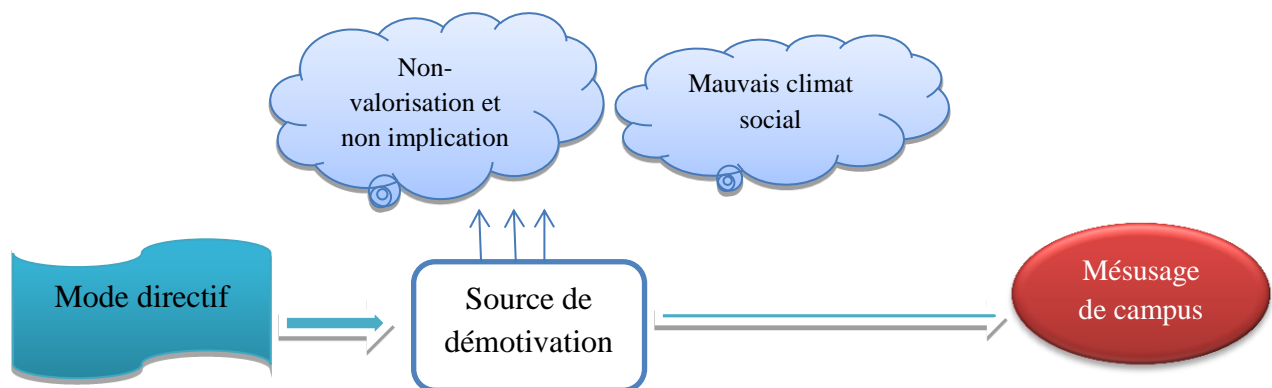 Non-
valorisation et
non implication
Mauvais climat
social
Mode directif
Source de
démotivation
Mésusage
de campus